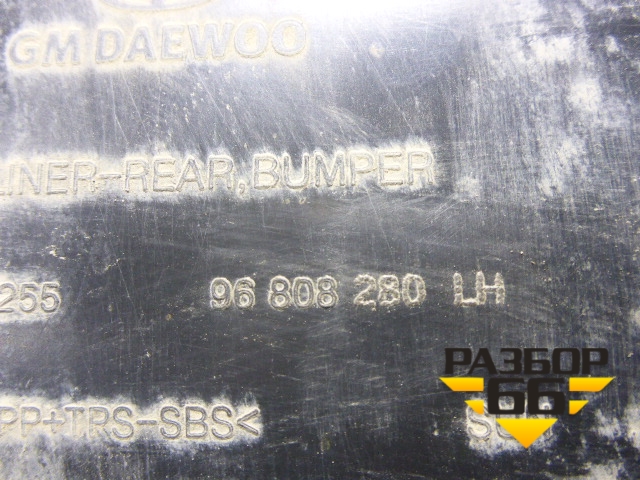 GM DAEWOO
LINER-REAR, BUMPER
255 96 808 280 LH
PP+TPS-SBS<
РАЗБОР
66